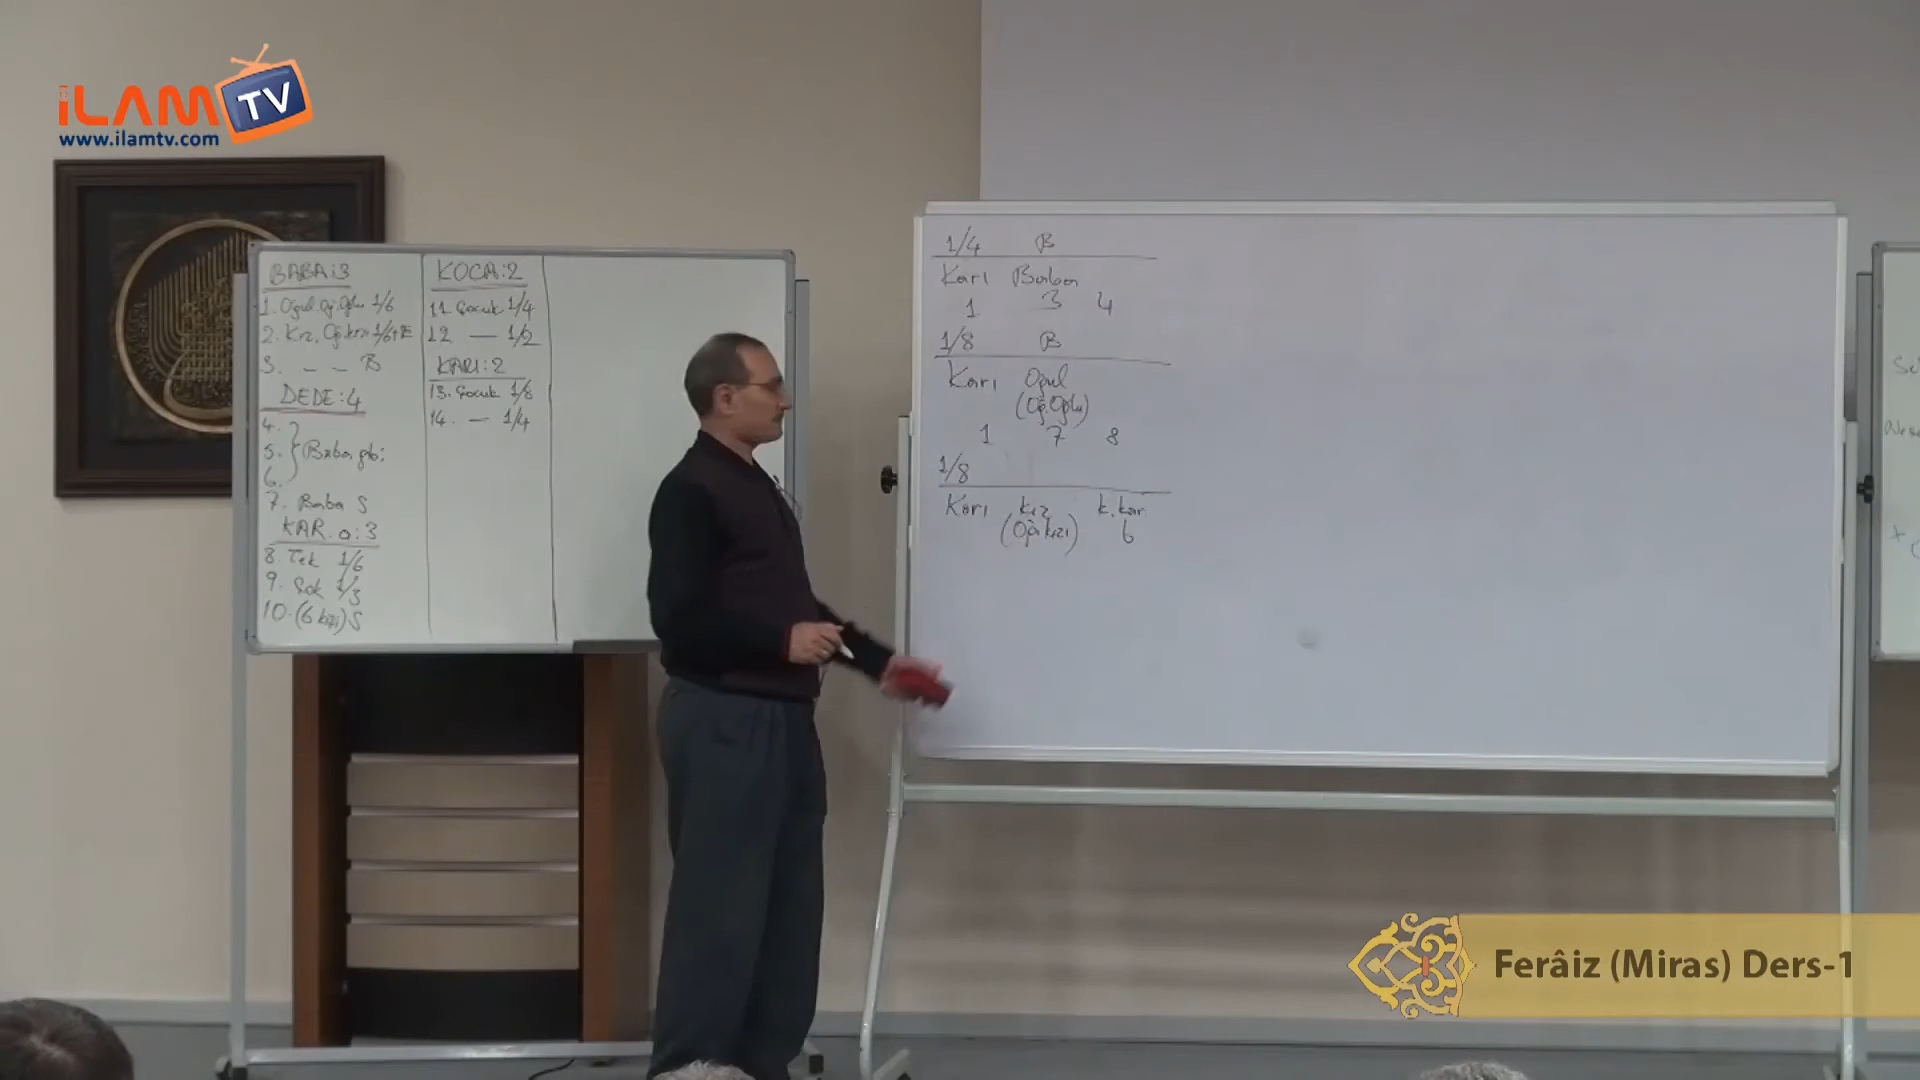 iLAM TV
www.ilamtv.com
BABA:3
1. Oğul. Oğ. Oğlu 1/6
2. Kız, Oğ. kızı 1/6+B
3. — — B
DEDE:4
4.
5. } Baba gibi
6.
7. Baba S
KAR. a:3
8. Tek 1/6
9. Çok 1/3
10. (6 kişi) S
KOCA:2
11. Çocuk 1/4
12 — 1/2
KARI:2
13. Çocuk 1/8
14. — 1/4
1/4 B
Karı Baba
1 3 4
1/8 B
Karı Oğul
(Oğ. Oğlu)
1 7 8
1/8
Karı kız k.kar
(Oğ. kızı) 6
Ferâiz (Miras) Ders-1